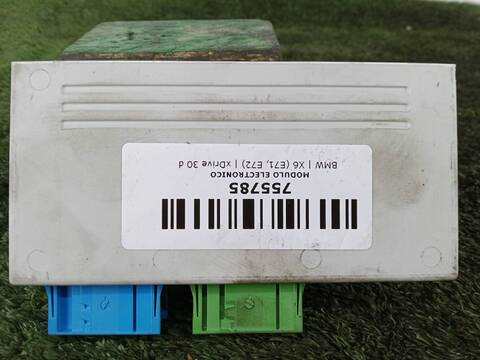 755785
MODULO ELECTRONICO
BMW | X6 (E71, E72) | xDrive 30 d